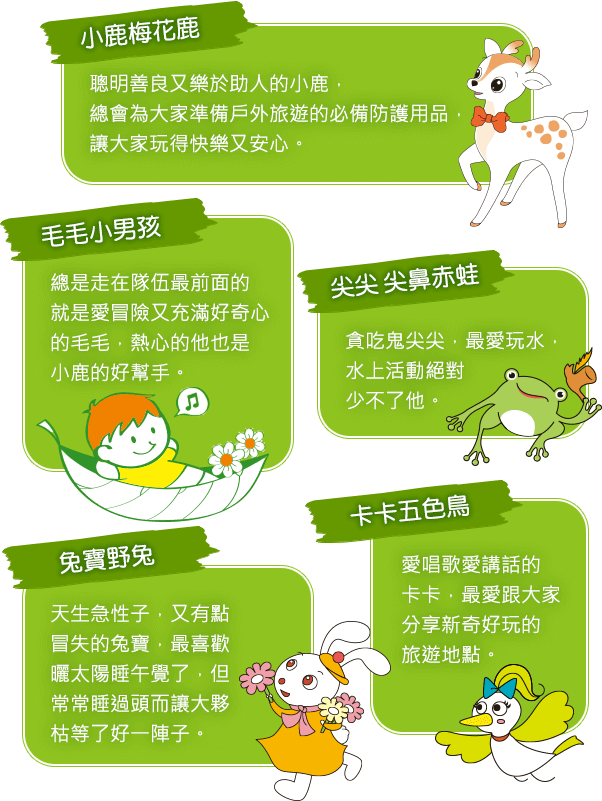 小鹿梅花鹿
聰明善良又樂於助人的小鹿，
總會為大家準備戶外旅遊的必備防護用品，
讓大家玩得快樂又安心。
毛毛小男孩
總是走在隊伍最前面的
就是愛冒險又充滿好奇心
的毛毛，熱心的他也是
小鹿的好幫手。
尖尖 尖鼻赤蛙
貪吃鬼尖尖，最愛玩水，
水上活動絕對
少不了他。
卡卡五色鳥
愛唱歌愛講話的
卡卡，最愛跟大家
分享新奇好玩的
旅遊地點。
兔寶野兔
天生急性子，又有點
冒失的兔寶，最喜歡
曬太陽睡午覺了，但
常常睡過頭而讓大夥
枯等了好一陣子。